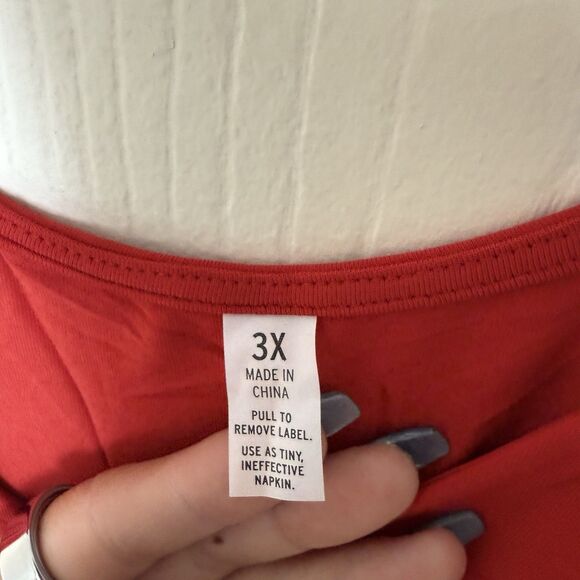 3X
MADE IN
CHINA
PULL TO
REMOVE LABEL.
USE AS TINY,
INEFFECTIVE
NAPKIN.